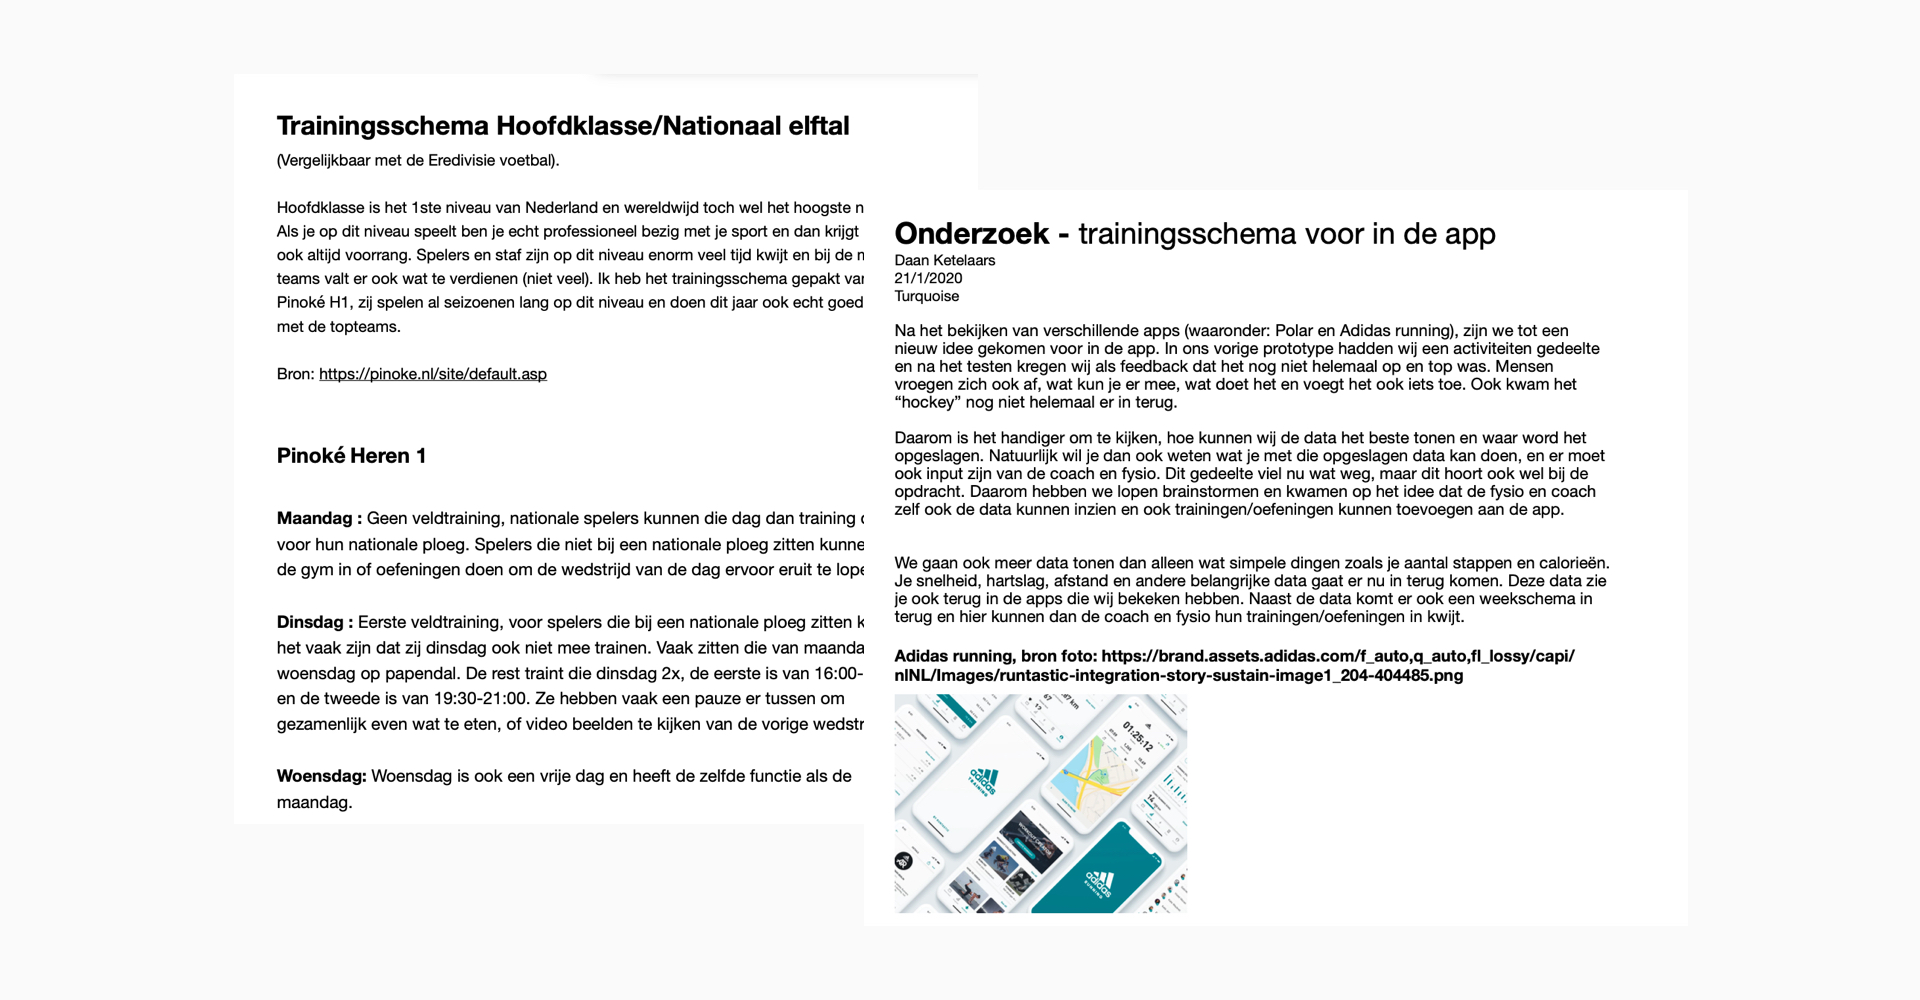 Trainingsschema Hoofdklasse/Nationaal elftal
(Vergelijkbaar met de Eredivisie voetbal).
Hoofdklasse is het 1ste niveau van Nederland en wereldwijd toch wel het hoogste
Als je op dit niveau speelt ben je echt professioneel bezig met je sport en dan krijgt
ook altijd voorrang. Spelers en staf zijn op dit niveau enorm veel tijd kwijt en bij de
teams valt er ook wat te verdienen (niet veel). Ik heb het trainingsschema gepakt
Pinoké H1, zij spelen al seizoenen lang op dit niveau en doen dit jaar ook echt goed
met de topteams.
Bron: https://pinoke.nl/site/default.asp
Pinoké Heren 1
Maandag : Geen veldtraining, nationale spelers kunnen die dag dan training
voor hun nationale ploeg. Spelers die niet bij een nationale ploeg zitten
de gym in of oefeningen doen om de wedstrijd van de dag ervoor eruit te
Dinsdag : Eerste veldtraining, voor spelers die bij een nationale ploeg zitten
het vaak zijn dat zij dinsdag ook niet mee trainen. Vaak zitten die van
woensdag op papendal. De rest traint die dinsdag 2x, de eerste is van 16:00-
en de tweede is van 19:30-21:00. Ze hebben vaak een pauze er tussen om
gezamenlijk even wat te eten, of video beelden te kijken van de vorige
Woensdag: Woensdag is ook een vrije dag en heeft de zelfde functie als de
maandag.
Onderzoek - trainingsschema voor in de app
Daan Ketelaars
21/1/2020
Turquoise
Na het bekijken van verschillende apps (waaronder: Polar en Adidas running), zijn we tot een
nieuw idee gekomen voor in de app. In ons vorige prototype hadden wij een activiteiten gedeelte
en na het testen kregen wij als feedback dat het nog niet helemaal op en top was. Mensen
vroegen zich ook af, wat kun je er mee, wat doet het en voegt het ook iets toe. Ook kwam het
“hockey” nog niet helemaal er in terug.
Daarom is het handiger om te kijken, hoe kunnen wij de data het beste tonen en waar word het
opgeslagen. Natuurlijk wil je dan ook weten wat je met die opgeslagen data kan doen, en er moet
ook input zijn van de coach en fysio. Dit gedeelte viel nu wat weg, maar dit hoort ook wel bij de
opdracht. Daarom hebben we lopen brainstormen en kwamen op het idee dat de fysio en coach
zelf ook de data kunnen inzien en ook trainingen/oefeningen kunnen toevoegen aan de app.
We gaan ook meer data tonen dan alleen wat simpele dingen zoals je aantal stappen en calorieën.
Je snelheid, hartslag, afstand en andere belangrijke data gaat er nu in terug komen. Deze data zie
je ook terug in de apps die wij bekeken hebben. Naast de data komt er ook een weekschema in
terug en hier kunnen dan de coach en fysio hun trainingen/oefeningen in kwijt.
Adidas running, bron foto: https://brand.assets.adidas.com/f_auto,q_auto,fl_lossy/capi/
nlNL/Images/runtastic-integration-story-sustain-image1_204-404485.png
01:25:12
adidas
TRAINING
adidas
RUNNING